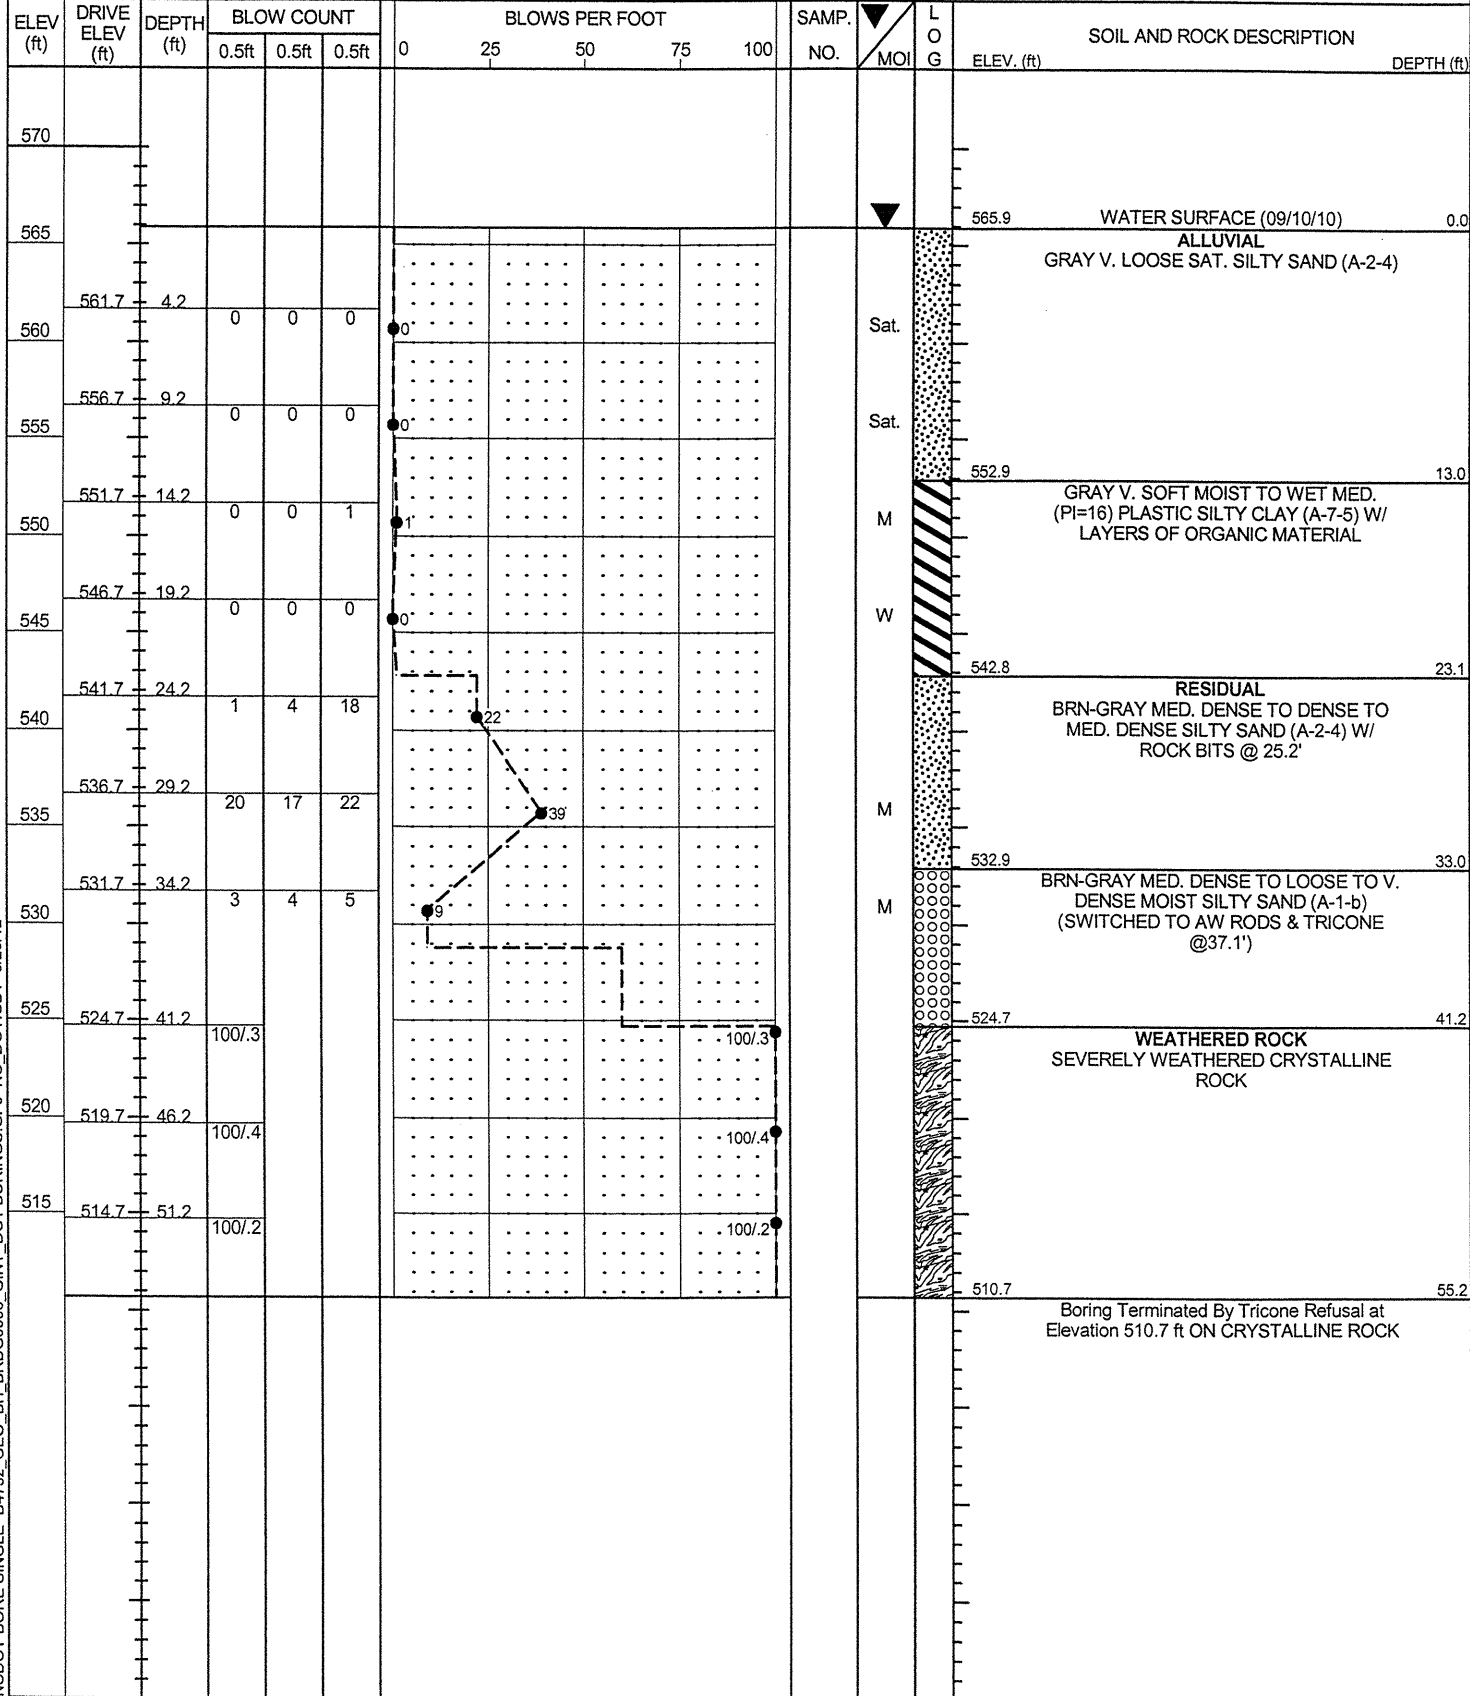 ELEV (ft) DRIVE ELEV (ft) DEPTH (ft) BLOW COUNT BLOWS PER FOOT SAMP. NO. MOI L O G SOIL AND ROCK DESCRIPTION
0.5ft 0.5ft 0.5ft 0 25 50 75 100 ELEV. (ft) DEPTH (ft)
570
565.9 WATER SURFACE (09/10/10) 0.0
565
ALLUVIAL
GRAY V. LOOSE SAT. SILTY SAND (A-2-4)
561.7 4.2
0 0 0 0 Sat.
560
556.7 9.2
0 0 0 0 Sat.
555
552.9 13.0
551.7 14.2
GRAY V. SOFT MOIST TO WET MED.
(PI=16) PLASTIC SILTY CLAY (A-7-5) W/
LAYERS OF ORGANIC MATERIAL
0 0 1 1 M
550
546.7 19.2
0 0 0 0 W
545
542.8 23.1
541.7 24.2
RESIDUAL
BRN-GRAY MED. DENSE TO DENSE TO
MED. DENSE SILTY SAND (A-2-4) W/
ROCK BITS @ 25.2'
1 4 18 22
540
536.7 29.2
20 17 22 39 M
535
532.9 33.0
531.7 34.2
BRN-GRAY MED. DENSE TO LOOSE TO V.
DENSE MOIST SILTY SAND (A-1-b)
(SWITCHED TO AW RODS & TRICONE
@37.1')
3 4 5 9 M
530
525
524.7 41.2 524.7 41.2
100/.3 100/.3
WEATHERED ROCK
SEVERELY WEATHERED CRYSTALLINE
ROCK
520
519.7 46.2
100/.4 100/.4
515
514.7 51.2
100/.2 100/.2
510.7 55.2
Boring Terminated By Tricone Refusal at
Elevation 510.7 ft ON CRYSTALLINE ROCK